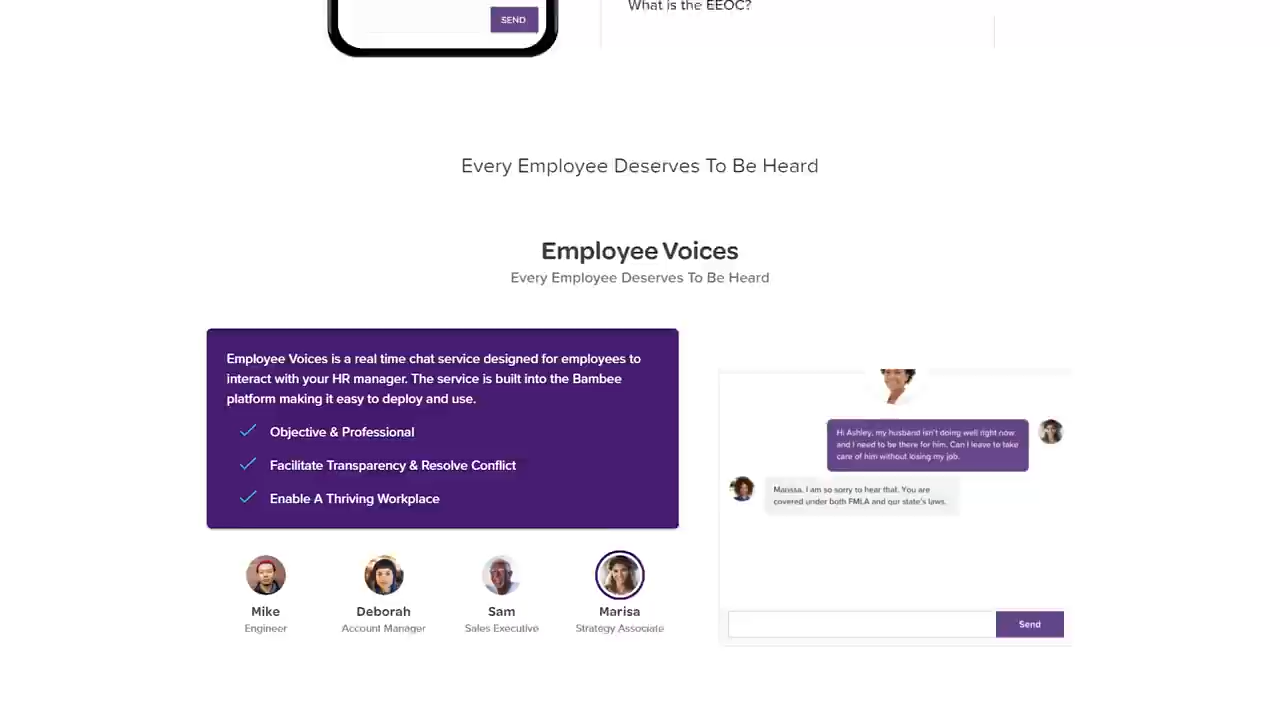 SEND
What is the EEOC?
Every Employee Deserves To Be Heard
Employee Voices
Every Employee Deserves To Be Heard
Employee Voices is a real time chat service designed for employees to
interact with your HR manager. The service is built into the Bambee
platform making it easy to deploy and use.
Objective & Professional
Facilitate Transparency & Resolve Conflict
Enable A Thriving Workplace
Mike
Engineer
Deborah
Account Manager
Sam
Sales Executive
Marisa
Strategy Associate
Hi Ashley, my husband isn't doing well right now
and I need to be there for him. Can I leave to take
care of him without losing my job.
Marissa, I am so sorry to hear that. You are
covered under both FMLA and our state's laws.
Send